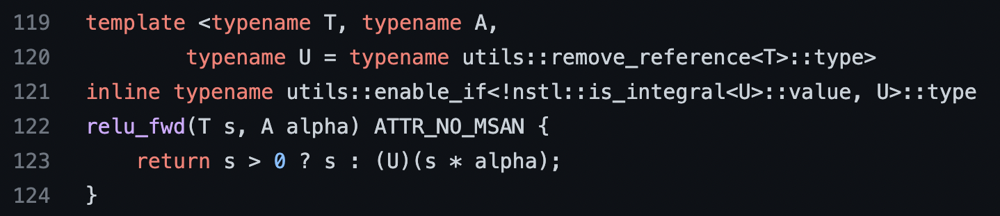 119 template <typename T, typename A,
120         typename U = typename utils::remove_reference<T>::type>
121 inline typename utils::enable_if<!nstl::is_integral<U>::value, U>::type
122 relu_fwd(T s, A alpha) ATTR_NO_MSAN {
123     return s > 0 ? s : (U)(s * alpha);
124 }